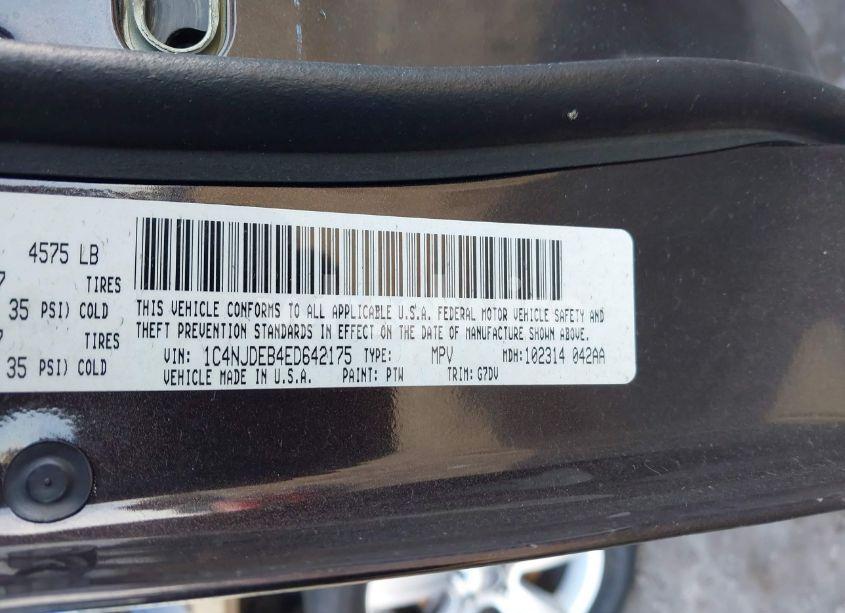 4575 LB
7 TIRES
35 PSI) COLD
7 TIRES
35 PSI) COLD
THIS VEHICLE CONFORMS TO ALL APPLICABLE U.S.A. FEDERAL MOTOR VEHICLE SAFETY AND
THEFT PREVENTION STANDARDS IN EFFECT ON THE DATE OF MANUFACTURE SHOWN ABOVE.
VIN: 1C4NJDEB4ED642175 TYPE: MPV MDH:102314 042AA
VEHICLE MADE IN U.S.A. PAINT: PTW TRIM: G7DV